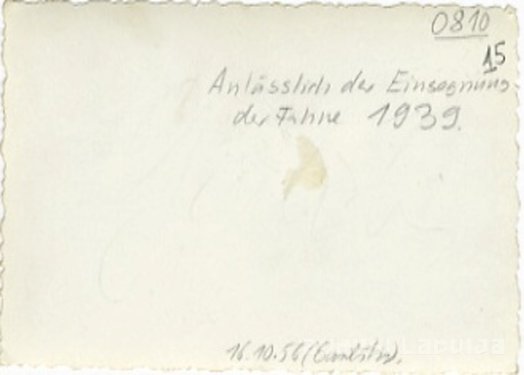 0810
15
Anlässlich der Einsegnung
der Fahne 1939.
16.10.56